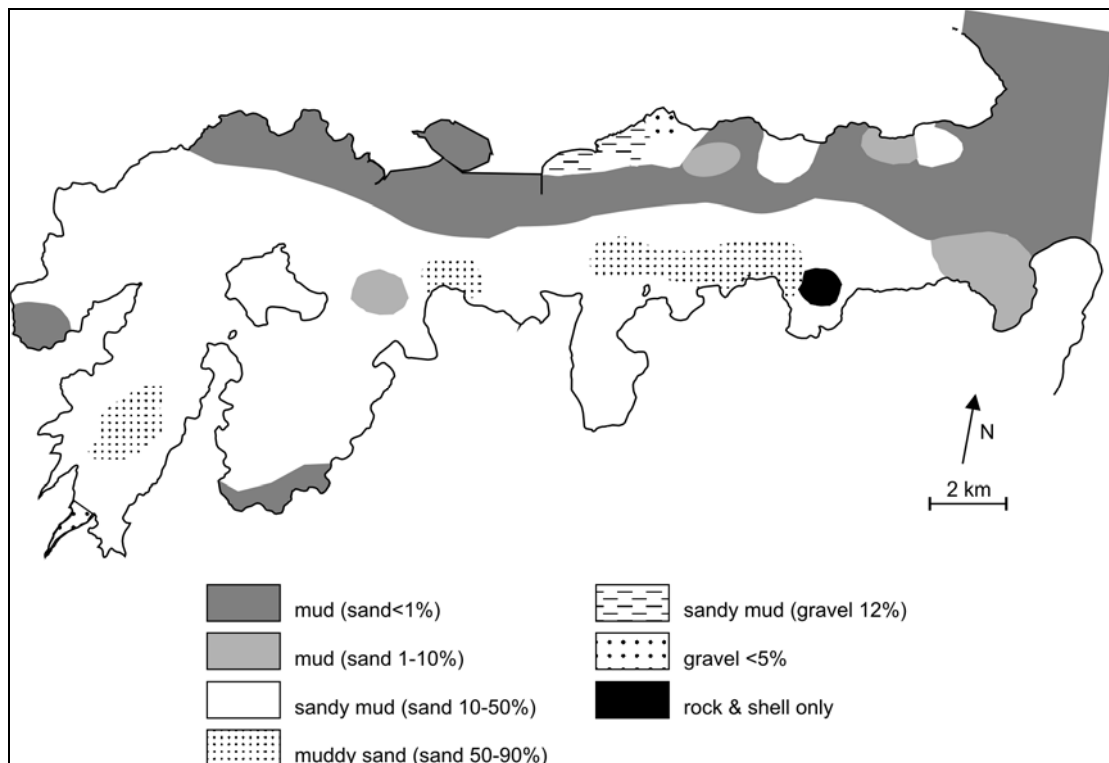 N
2 km
mud (sand<1%)
mud (sand 1-10%)
sandy mud (sand 10-50%)
muddy sand (sand 50-90%)
sandy mud (gravel 12%)
gravel <5%
rock & shell only